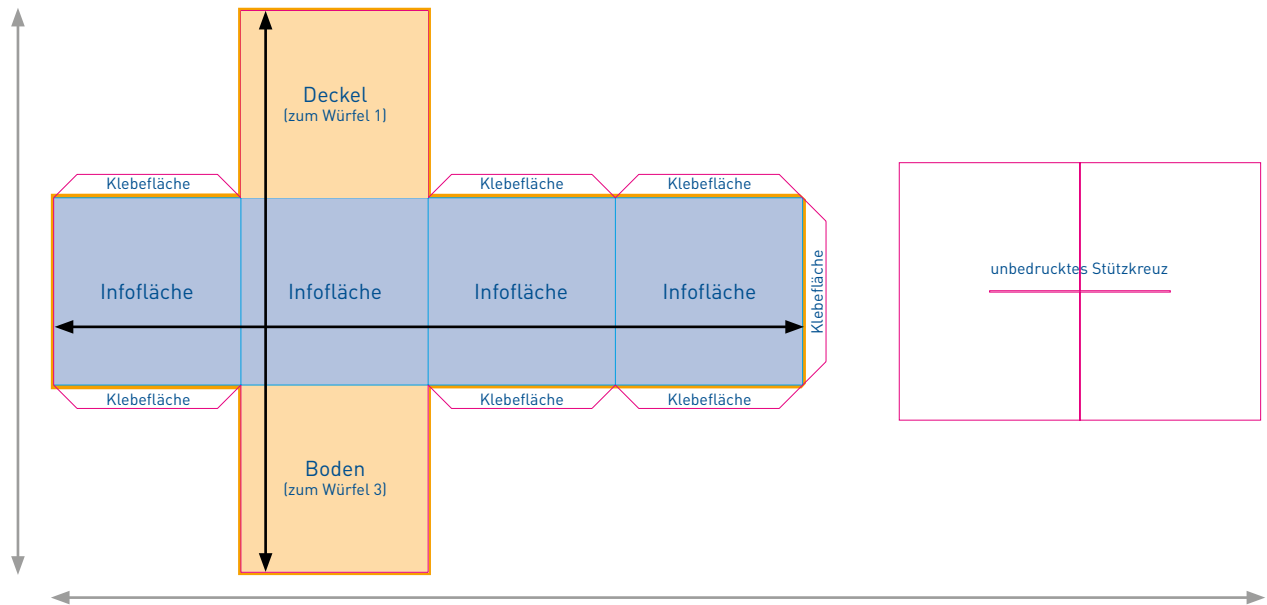 Deckel
(zum Würfel 1)
Klebefläche
Klebefläche
Klebefläche
Infofläche
Infofläche
Infofläche
Infofläche
Klebefläche
unbedrucktes Stützkreuz
Klebefläche
Klebefläche
Klebefläche
Boden
(zum Würfel 3)